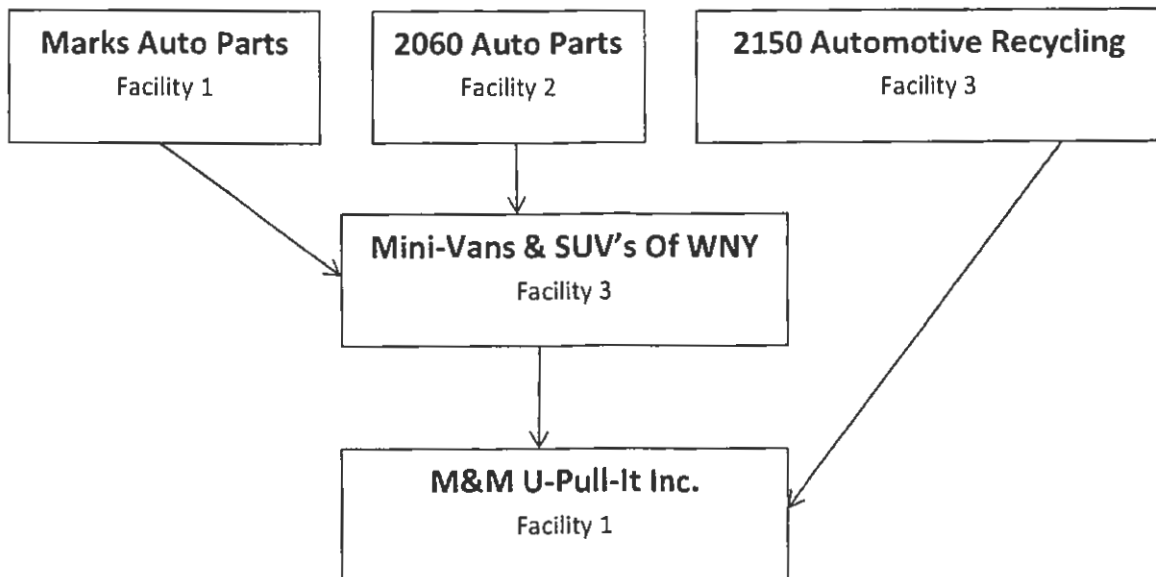 Marks Auto Parts
Facility 1
2060 Auto Parts
Facility 2
2150 Automotive Recycling
Facility 3
Mini-Vans & SUV's Of WNY
Facility 3
M&M U-Pull-It Inc.
Facility 1